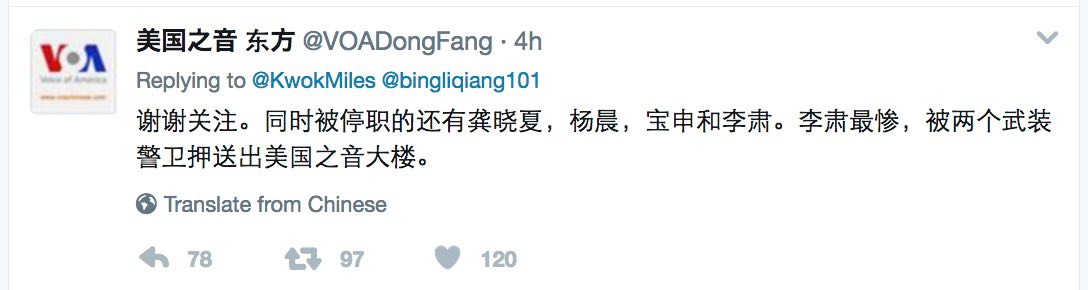 VOA
Voice of America
www.voachinese.com
美国之音 东方 @VOADongFang · 4h
Replying to @KwokMiles @bingliqiang101
谢谢关注。同时被停职的还有龚晓夏，杨晨，宝申和李肃。李肃最惨，被两个武装
警卫押送出美国之音大楼。
Translate from Chinese
78 97 120